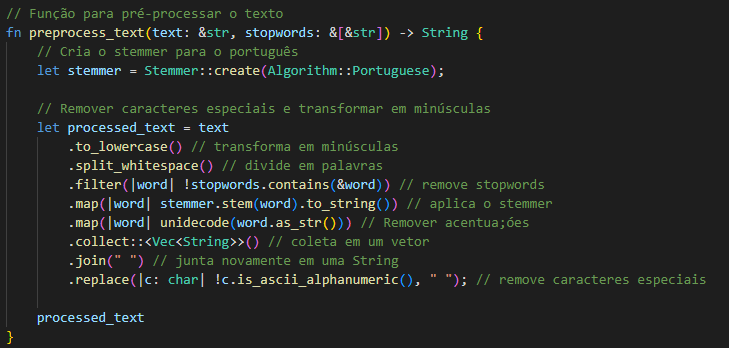 // Função para pré-processar o texto
fn preprocess_text(text: &str, stopwords: &[&str]) -> String {
    // Cria o stemmer para o português
    let stemmer = Stemmer::create(Algorithm::Portuguese);

    // Remover caracteres especiais e transformar em minúsculas
    let processed_text = text
        .to_lowercase() // transforma em minúsculas
        .split_whitespace() // divide em palavras
        .filter(|word| !stopwords.contains(&word)) // remove stopwords
        .map(|word| stemmer.stem(word).to_string()) // aplica o stemmer
        .map(|word| unidecode(word.as_str())) // Remover acentua;óes
        .collect::<Vec<String>>() // coleta em um vetor
        .join(" ") // junta novamente em uma String
        .replace(|c: char| !c.is_ascii_alphanumeric(), " "); // remove caracteres especiais

    processed_text
}